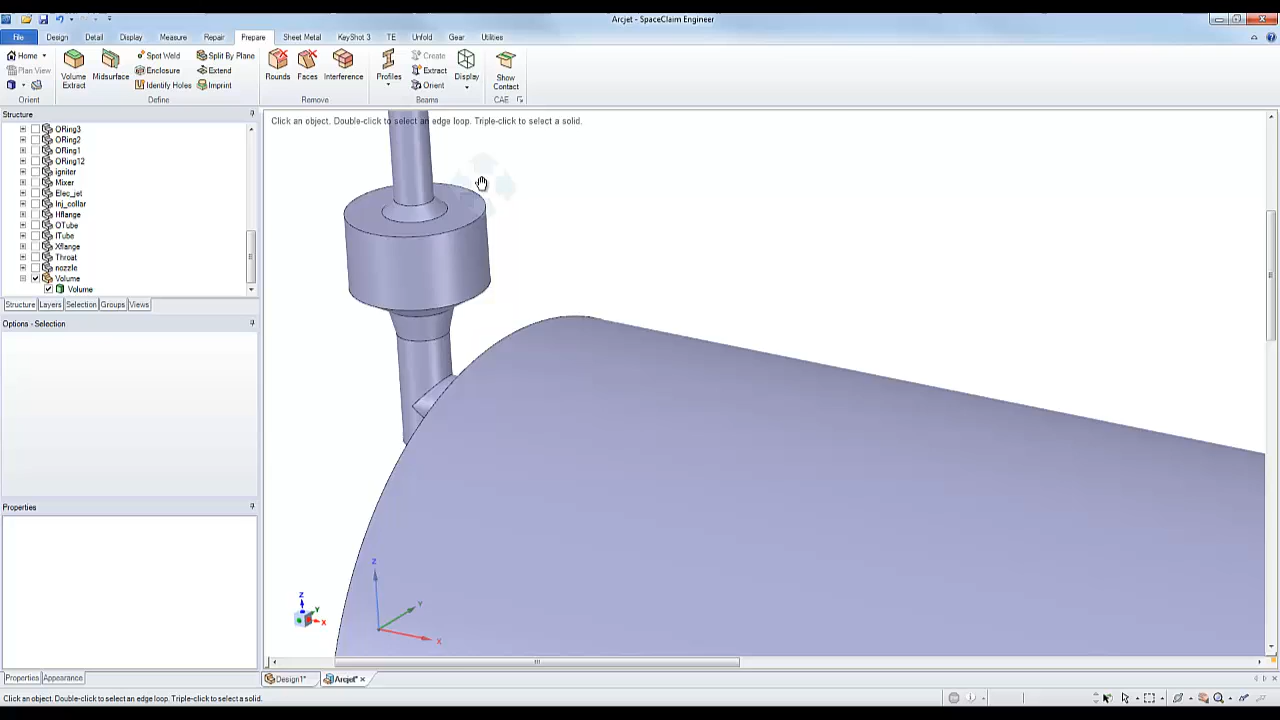 Arcjet - SpaceClaim Engineer
File Design Detail Display Measure Repair Prepare Sheet Metal KeyShot 3 TE Unfold Gear Utilities
Home
Plan View
Orient
Volume Extract
Midsurface
Spot Weld
Enclosure
Identify Holes
Split By Plane
Extend
Imprint
Define
Rounds
Faces
Interference
Remove
Profiles
Create
Extract
Orient
Display
Beams
Show Contact
CAE
Structure
ORing3
ORing2
ORing1
ORing12
igniter
Mixer
Elec_jet
Inj_collar
Hflange
OTube
ITube
Xflange
Throat
nozzle
Volume
Volume
Structure Layers Selection Groups Views
Options - Selection
Properties
Properties Appearance
Click an object. Double-click to select an edge loop. Triple-click to select a solid.
Z
Y
X
Z
Y
X
Design1* Arcjet*
Click an object. Double-click to select an edge loop. Triple-click to select a solid.